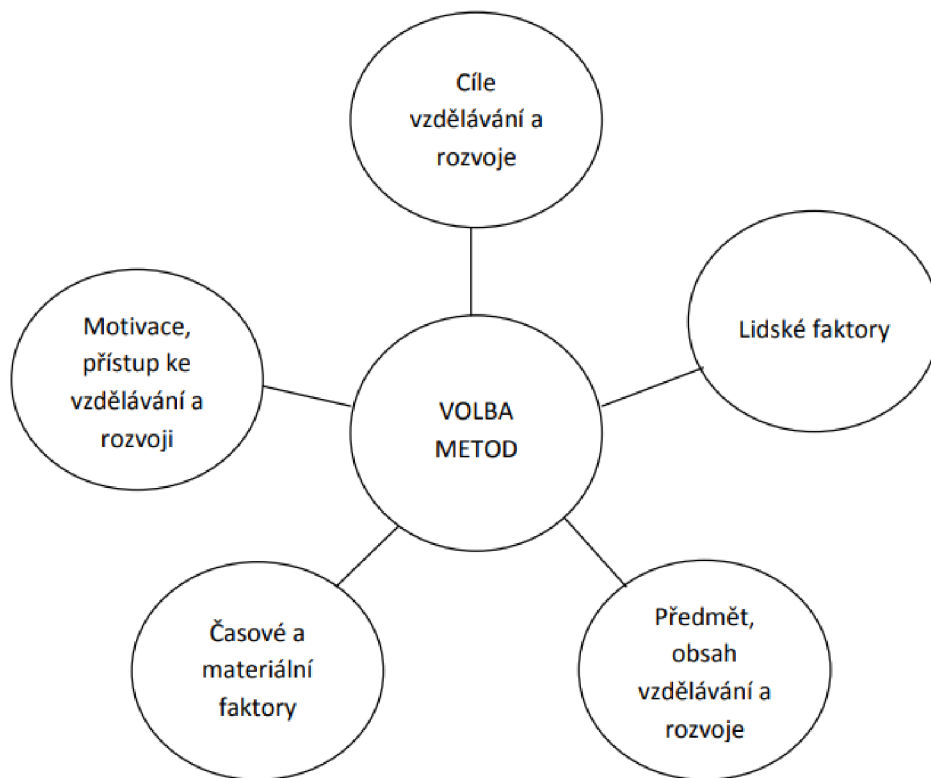 Cíle
vzdělávání a
rozvoje
Lidské faktory
Motivace,
přístup ke
vzdělávání a
rozvoji
VOLBA
METOD
Předmět,
obsah
vzdělávání a
rozvoje
Časové a
materiální
faktory